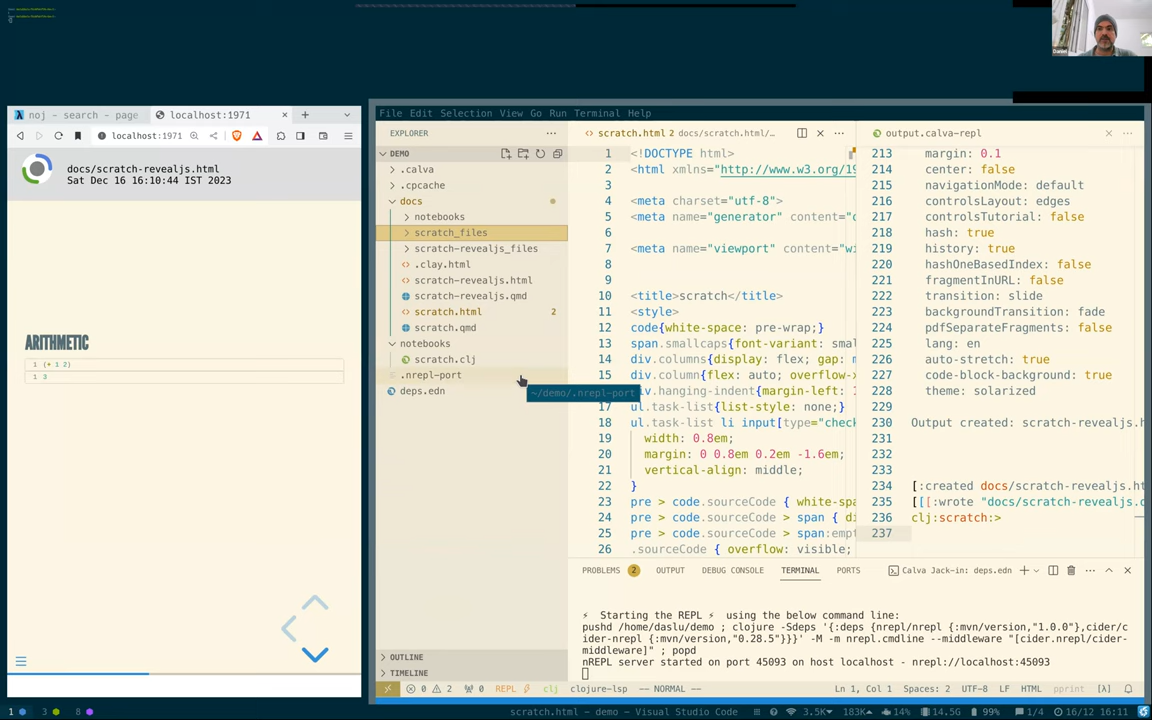 Daniel
noj - search - page
localhost:1971
localhost:1971
docs/scratch-revealjs.html
Sat Dec 16 16:10:44 IST 2023
ARITHMETIC
1 (+ 1 2)
1 3
File Edit Selection View Go Run Terminal Help
EXPLORER
DEMO
.calva
.cpcache
docs
notebooks
scratch_files
scratch-revealjs_files
.clay.html
scratch-revealjs.html
scratch-revealjs.qmd
scratch.html 2
scratch.qmd
notebooks
scratch.clj
.nrepl-port
deps.edn
~/demo/.nrepl-port
OUTLINE
TIMELINE
scratch.html 2 docs/scratch.html/...
1 <!DOCTYPE html>
2 <html xmlns="http://www.w3.org/19
3
4 <meta charset="utf-8">
5 <meta name="generator" content="q
6
7 <meta name="viewport" content="wi
8
9
10 <title>scratch</title>
11 <style>
12 code{white-space: pre-wrap;}
13 span.smallcaps{font-variant: smal
14 div.columns{display: flex; gap: m
15 div.column{flex: auto; overflow-x
16 div.hanging-indent{margin-left: 1
17 ul.task-list{list-style: none;}
18 ul.task-list li input[type="check
19 width: 0.8em;
20 margin: 0 0.8em 0.2em -1.6em;
21 vertical-align: middle;
22 }
23 pre > code.sourceCode { white-spa
24 pre > code.sourceCode > span { di
25 pre > code.sourceCode > span:empt
26 .sourceCode { overflow: visible;
output.calva-repl
213 margin: 0.1
214 center: false
215 navigationMode: default
216 controlsLayout: edges
217 controlsTutorial: false
218 hash: true
219 history: true
220 hashOneBasedIndex: false
221 fragmentInURL: false
222 transition: slide
223 backgroundTransition: fade
224 pdfSeparateFragments: false
225 lang: en
226 auto-stretch: true
227 code-block-background: true
228 theme: solarized
229
230 Output created: scratch-revealjs.h
231
232
233
234 [:created docs/scratch-revealjs.ht
235 [[[:wrote "docs/scratch-revealjs.q
236 clj:scratch:>
237
PROBLEMS 2 OUTPUT DEBUG CONSOLE TERMINAL PORTS
Calva Jack-in: deps.edn
⚡ Starting the REPL ⚡ using the below command line:
pushd /home/daslu/demo ; clojure -Sdeps '{:deps {nrepl/nrepl {:mvn/version,"1.0.0"},cider/c
ider-nrepl {:mvn/version,"0.28.5"}}}' -M -m nrepl.cmdline --middleware "[cider.nrepl/cider-
middleware]" ; popd
nREPL server started on port 45093 on host localhost - nrepl://localhost:45093
0 2 0 REPL clj clojure-lsp -- NORMAL --
Ln 1, Col 1 Spaces: 2 UTF-8 LF HTML pprint [λ]
1 3 8
scratch.html - demo - Visual Studio Code
3.5K 183K 14% 14.5G 99% 1/4 16/12 16:11